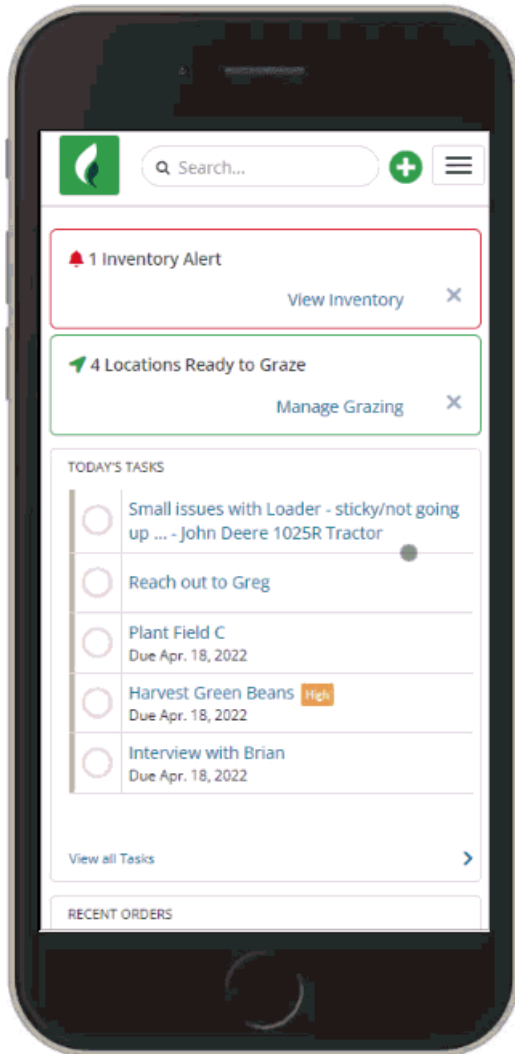 Search...
1 Inventory Alert
View Inventory
4 Locations Ready to Graze
Manage Grazing
TODAY'S TASKS
Small issues with Loader - sticky/not going
up ... - John Deere 1025R Tractor
Reach out to Greg
Plant Field C
Due Apr. 18, 2022
Harvest Green Beans High
Due Apr. 18, 2022
Interview with Brian
Due Apr. 18, 2022
View all Tasks
RECENT ORDERS